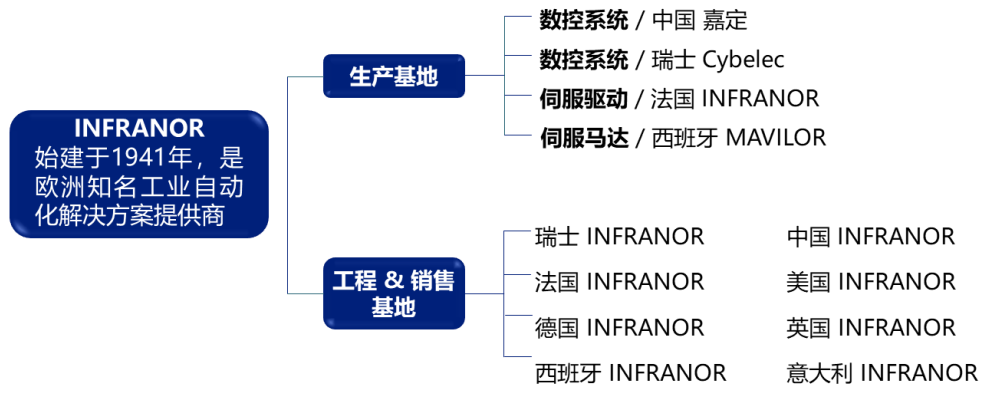 INFRANOR
始建于1941年，是
欧洲知名工业自动
化解决方案提供商
生产基地
数控系统 / 中国 嘉定
数控系统 / 瑞士 Cybelec
伺服驱动 / 法国 INFRANOR
伺服马达 / 西班牙 MAVILOR
工程 & 销售
基地
瑞士 INFRANOR
中国 INFRANOR
法国 INFRANOR
美国 INFRANOR
德国 INFRANOR
英国 INFRANOR
西班牙 INFRANOR
意大利 INFRANOR